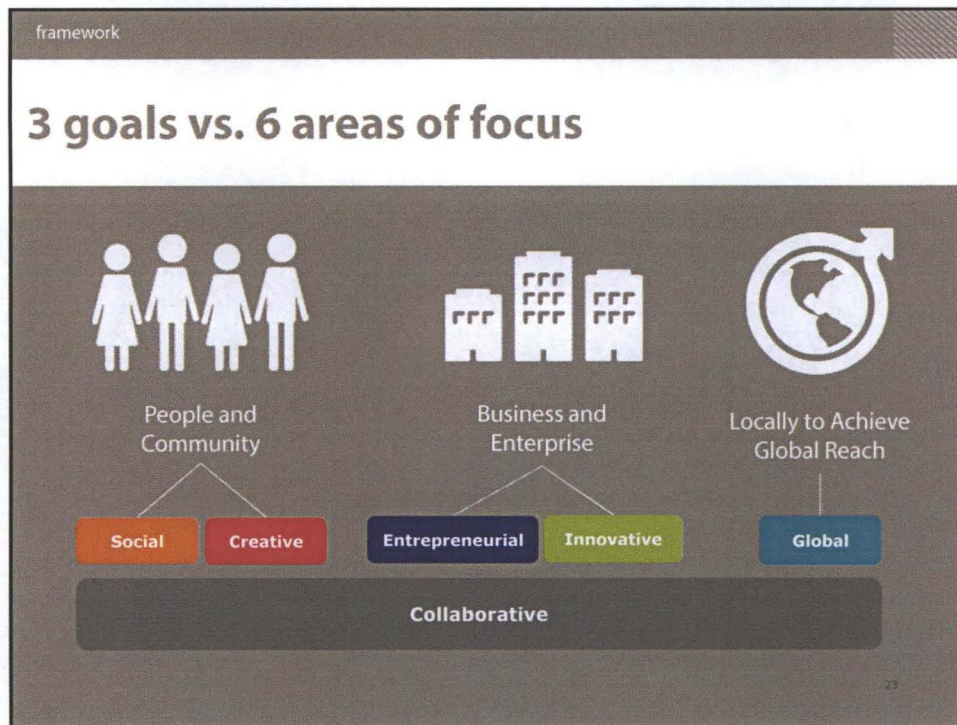 framework
3 goals vs. 6 areas of focus
People and
Community
Business and
Enterprise
Locally to Achieve
Global Reach
Social
Creative
Entrepreneurial
Innovative
Global
Collaborative
23